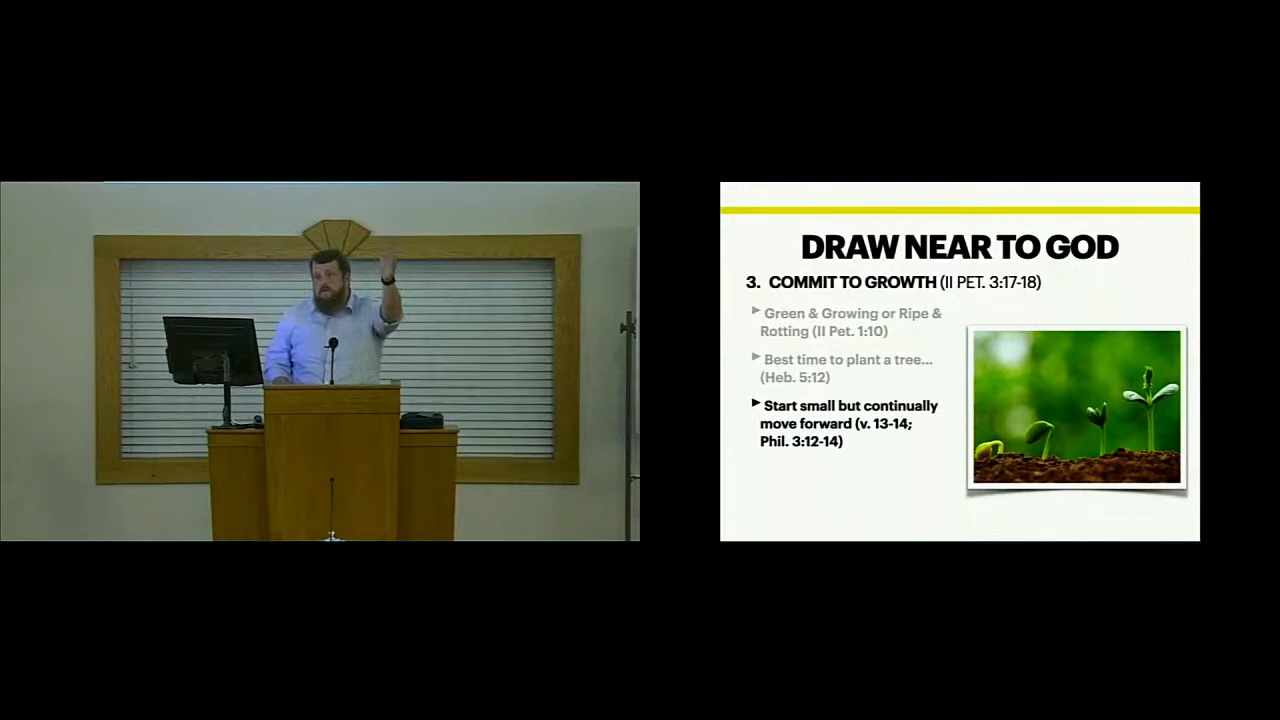 DRAW NEAR TO GOD
3. COMMIT TO GROWTH (II PET. 3:17-18)
Green & Growing or Ripe &
Rotting (II Pet. 1:10)
Best time to plant a tree...
(Heb. 5:12)
Start small but continually
move forward (v. 13-14;
Phil. 3:12-14)